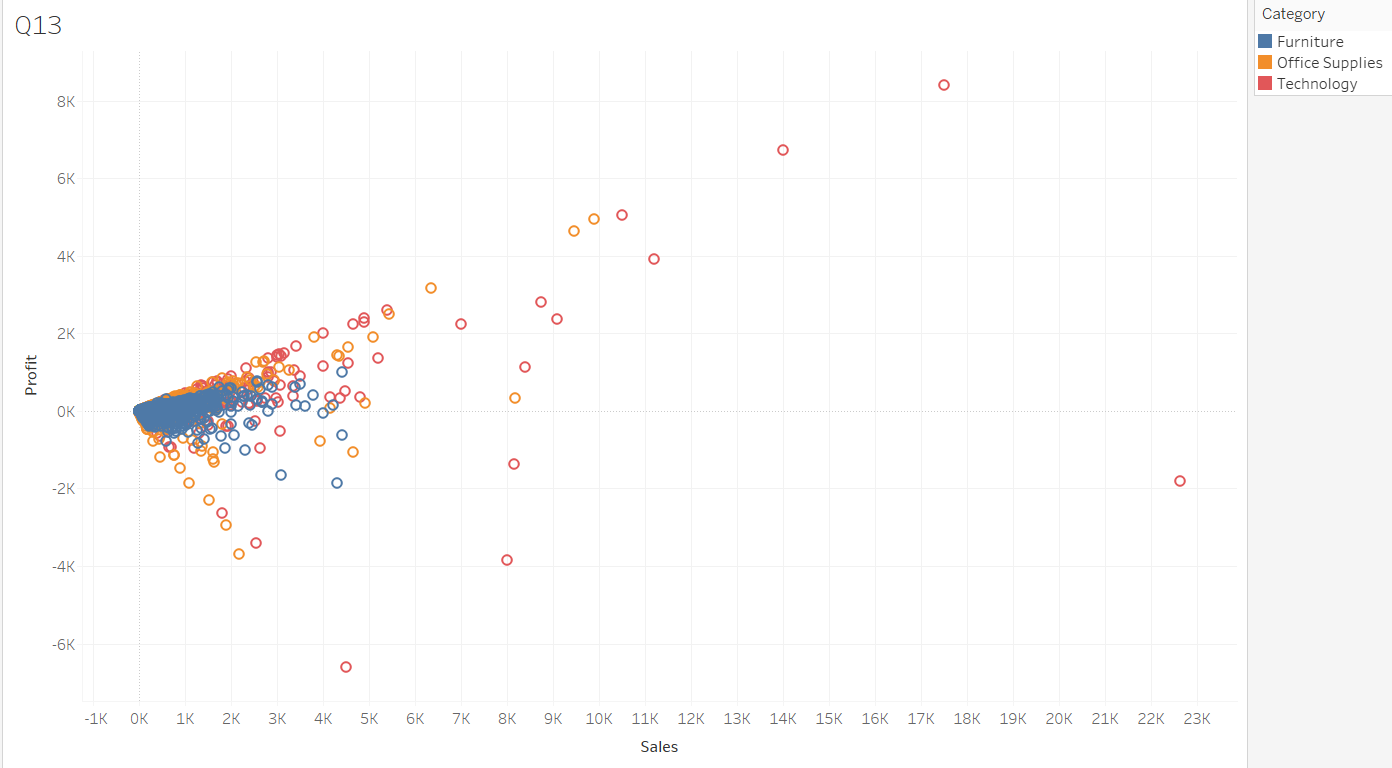 Q13
Category
Furniture
Office Supplies
Technology
8K
6K
4K
2K
0K
-2K
-4K
-6K
Profit
-1K 0K 1K 2K 3K 4K 5K 6K 7K 8K 9K 10K 11K 12K 13K 14K 15K 16K 17K 18K 19K 20K 21K 22K 23K
Sales